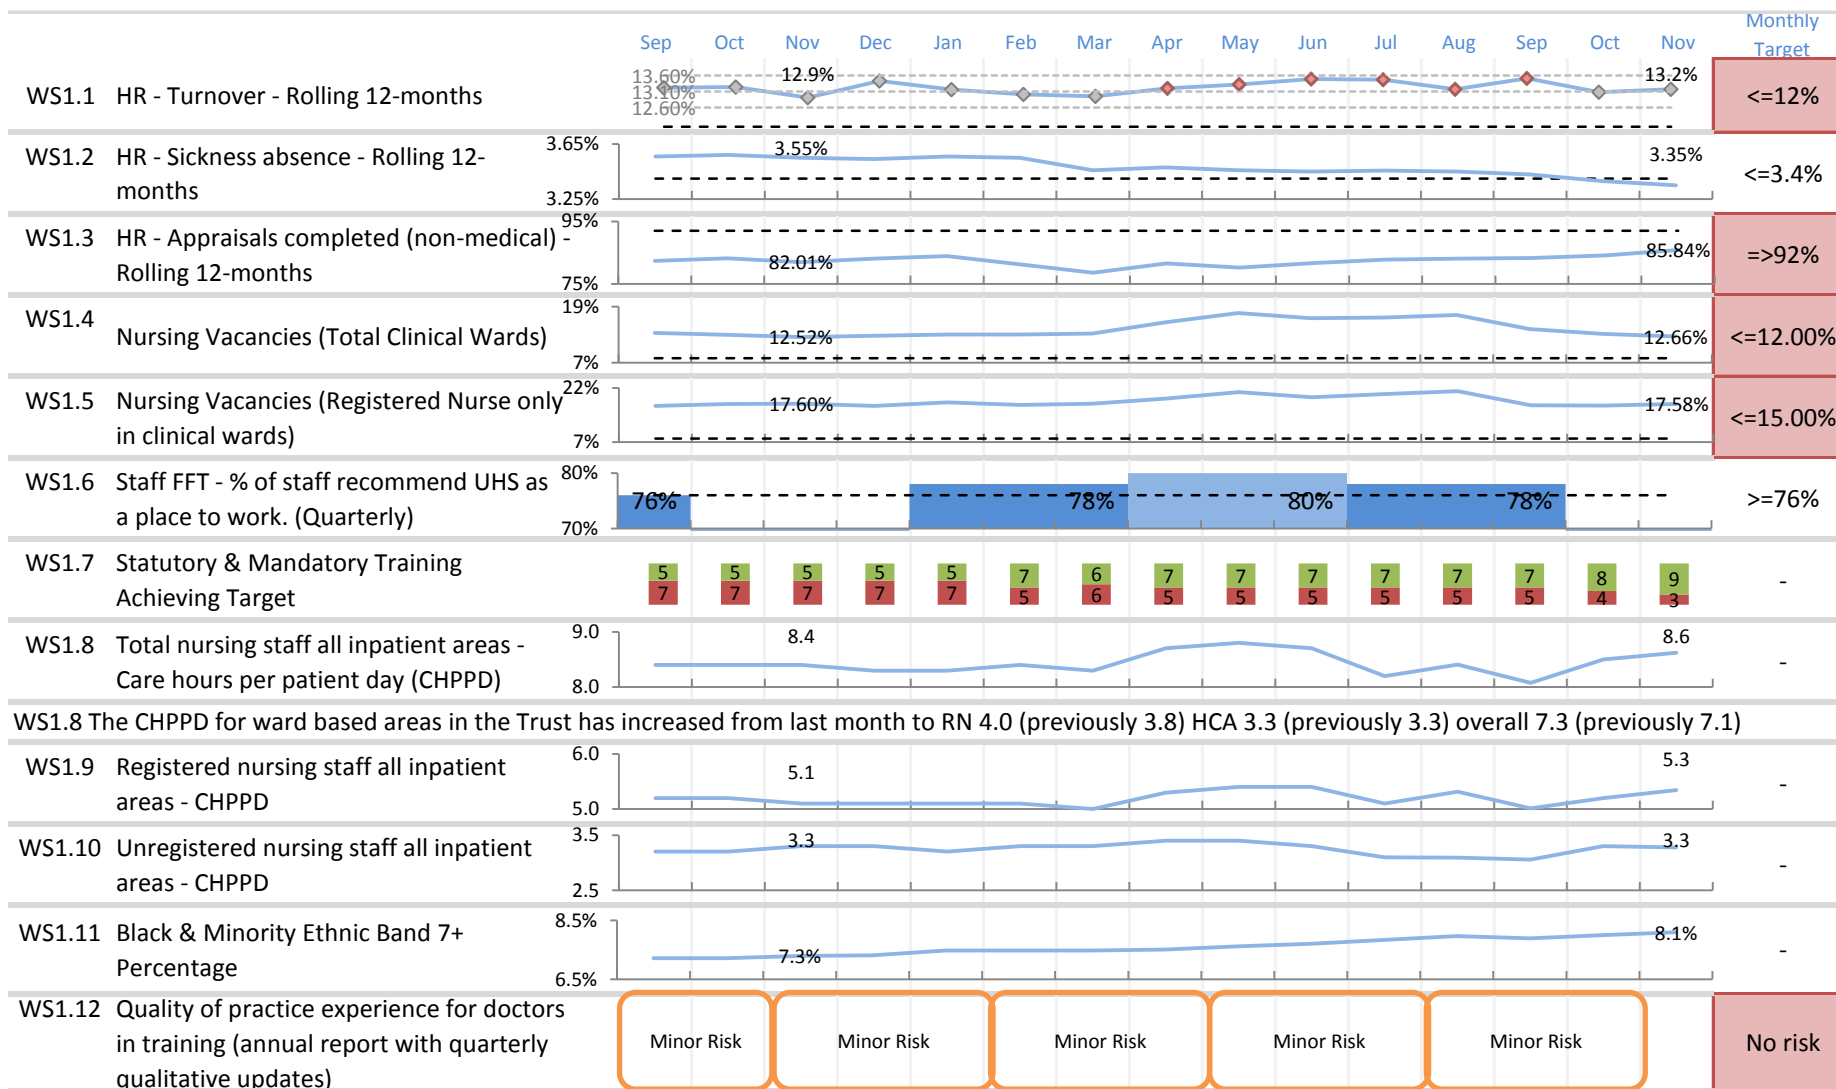 Sep Oct Nov Dec Jan Feb Mar Apr May Jun Jul Aug Sep Oct Nov Monthly Target
WS1.1 HR - Turnover - Rolling 12-months
13.60%
13.10%
12.60%
12.9%
13.2%
<=12%
WS1.2 HR - Sickness absence - Rolling 12-
months
3.65%
3.25%
3.55%
3.35%
<=3.4%
WS1.3 HR - Appraisals completed (non-medical) -
Rolling 12-months
95%
75%
82.01%
85.84%
=>92%
WS1.4 Nursing Vacancies (Total Clinical Wards)
19%
7%
12.52%
12.66%
<=12.00%
WS1.5 Nursing Vacancies (Registered Nurse only
in clinical wards)
22%
7%
17.60%
17.58%
<=15.00%
WS1.6 Staff FFT - % of staff recommend UHS as
a place to work. (Quarterly)
80%
70%
76% 78% 80% 78%
>=76%
WS1.7 Statutory & Mandatory Training
Achieving Target
5 5 5 5 5 7 6 7 7 7 7 7 7 8 9
7 7 7 7 7 5 6 5 5 5 5 5 5 4 3
-
WS1.8 Total nursing staff all inpatient areas -
Care hours per patient day (CHPPD)
9.0
8.0
8.4
8.6
-
WS1.8 The CHPPD for ward based areas in the Trust has increased from last month to RN 4.0 (previously 3.8) HCA 3.3 (previously 3.3) overall 7.3 (previously 7.1)
WS1.9 Registered nursing staff all inpatient
areas - CHPPD
6.0
5.0
5.1
5.3
-
WS1.10 Unregistered nursing staff all inpatient
areas - CHPPD
3.5
2.5
3.3
3.3
-
WS1.11 Black & Minority Ethnic Band 7+
Percentage
8.5%
6.5%
7.3%
8.1%
-
WS1.12 Quality of practice experience for doctors
in training (annual report with quarterly
qualitative updates)
Minor Risk Minor Risk Minor Risk Minor Risk Minor Risk
No risk